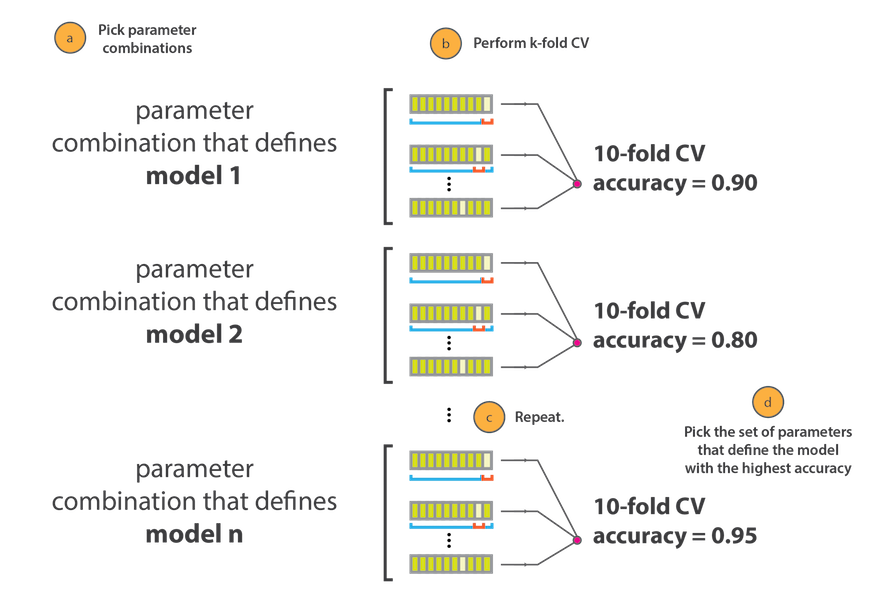 a
Pick parameter
combinations
b
Perform k-fold CV
parameter
combination that defines
model 1
10-fold CV
accuracy = 0.90
parameter
combination that defines
model 2
10-fold CV
accuracy = 0.80
c
Repeat.
d
Pick the set of parameters
that define the model
with the highest accuracy
parameter
combination that defines
model n
10-fold CV
accuracy = 0.95